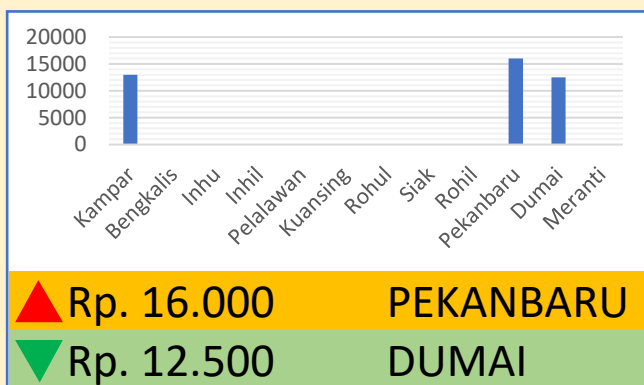 20000
15000
10000
5000
0
Kampar
Bengkalis
Inhu
Inhil
Pelalawan
Kuansing
Rohul
Siak
Rohil
Pekanbaru
Dumai
Meranti
Rp. 16.000 PEKANBARU
Rp. 12.500 DUMAI